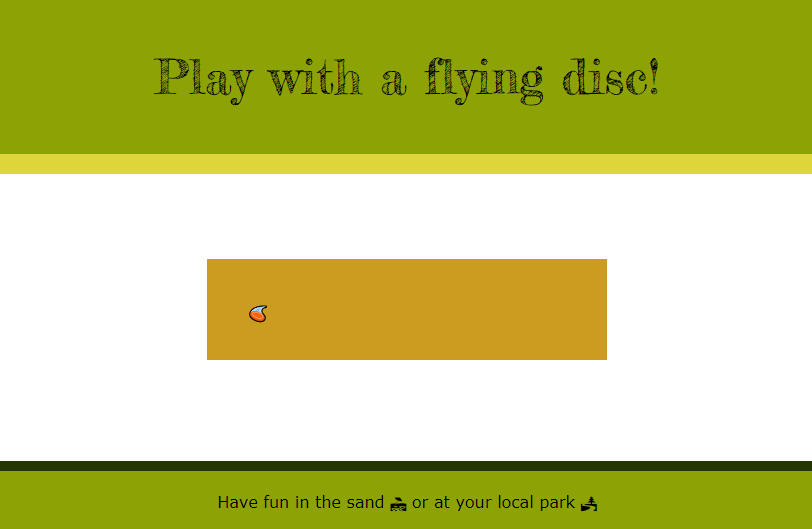 Play with a flying disc!
Have fun in the sand 🏖 or at your local park 🏞